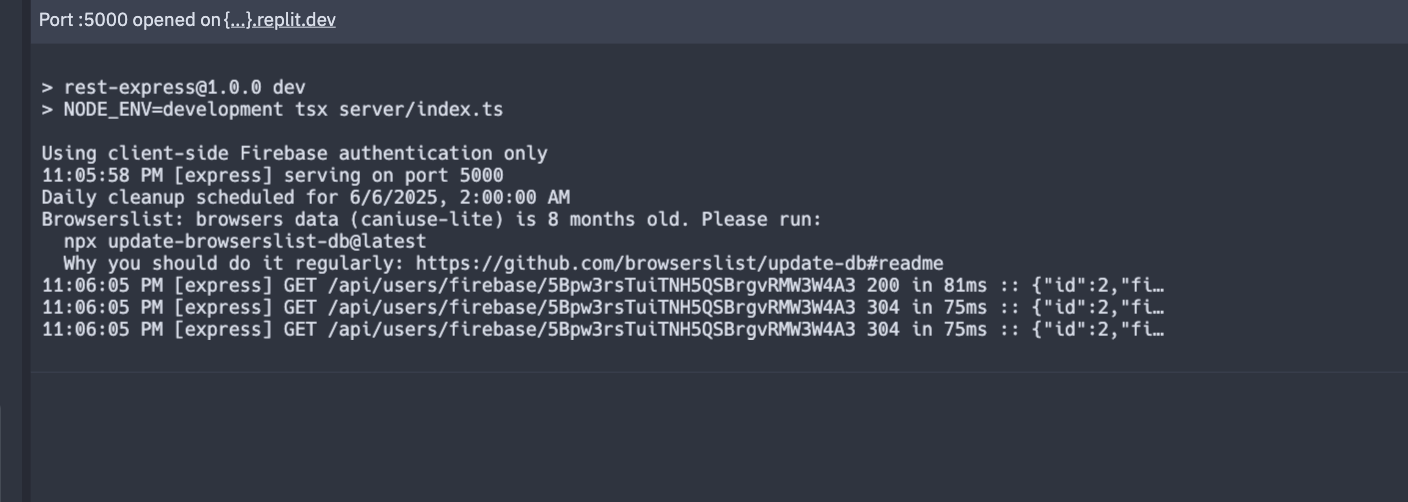 Port :5000 opened on {...}.replit.dev
> rest-express@1.0.0 dev
> NODE_ENV=development tsx server/index.ts
Using client-side Firebase authentication only
11:05:58 PM [express] serving on port 5000
Daily cleanup scheduled for 6/6/2025, 2:00:00 AM
Browserslist: browsers data (caniuse-lite) is 8 months old. Please run:
  npx update-browserslist-db@latest
  Why you should do it regularly: https://github.com/browserslist/update-db#readme
11:06:05 PM [express] GET /api/users/firebase/5Bpw3rsTuiTNH5QSBrgvRMW3W4A3 200 in 81ms :: {"id":2,"fi…
11:06:05 PM [express] GET /api/users/firebase/5Bpw3rsTuiTNH5QSBrgvRMW3W4A3 304 in 75ms :: {"id":2,"fi…
11:06:05 PM [express] GET /api/users/firebase/5Bpw3rsTuiTNH5QSBrgvRMW3W4A3 304 in 75ms :: {"id":2,"fi…